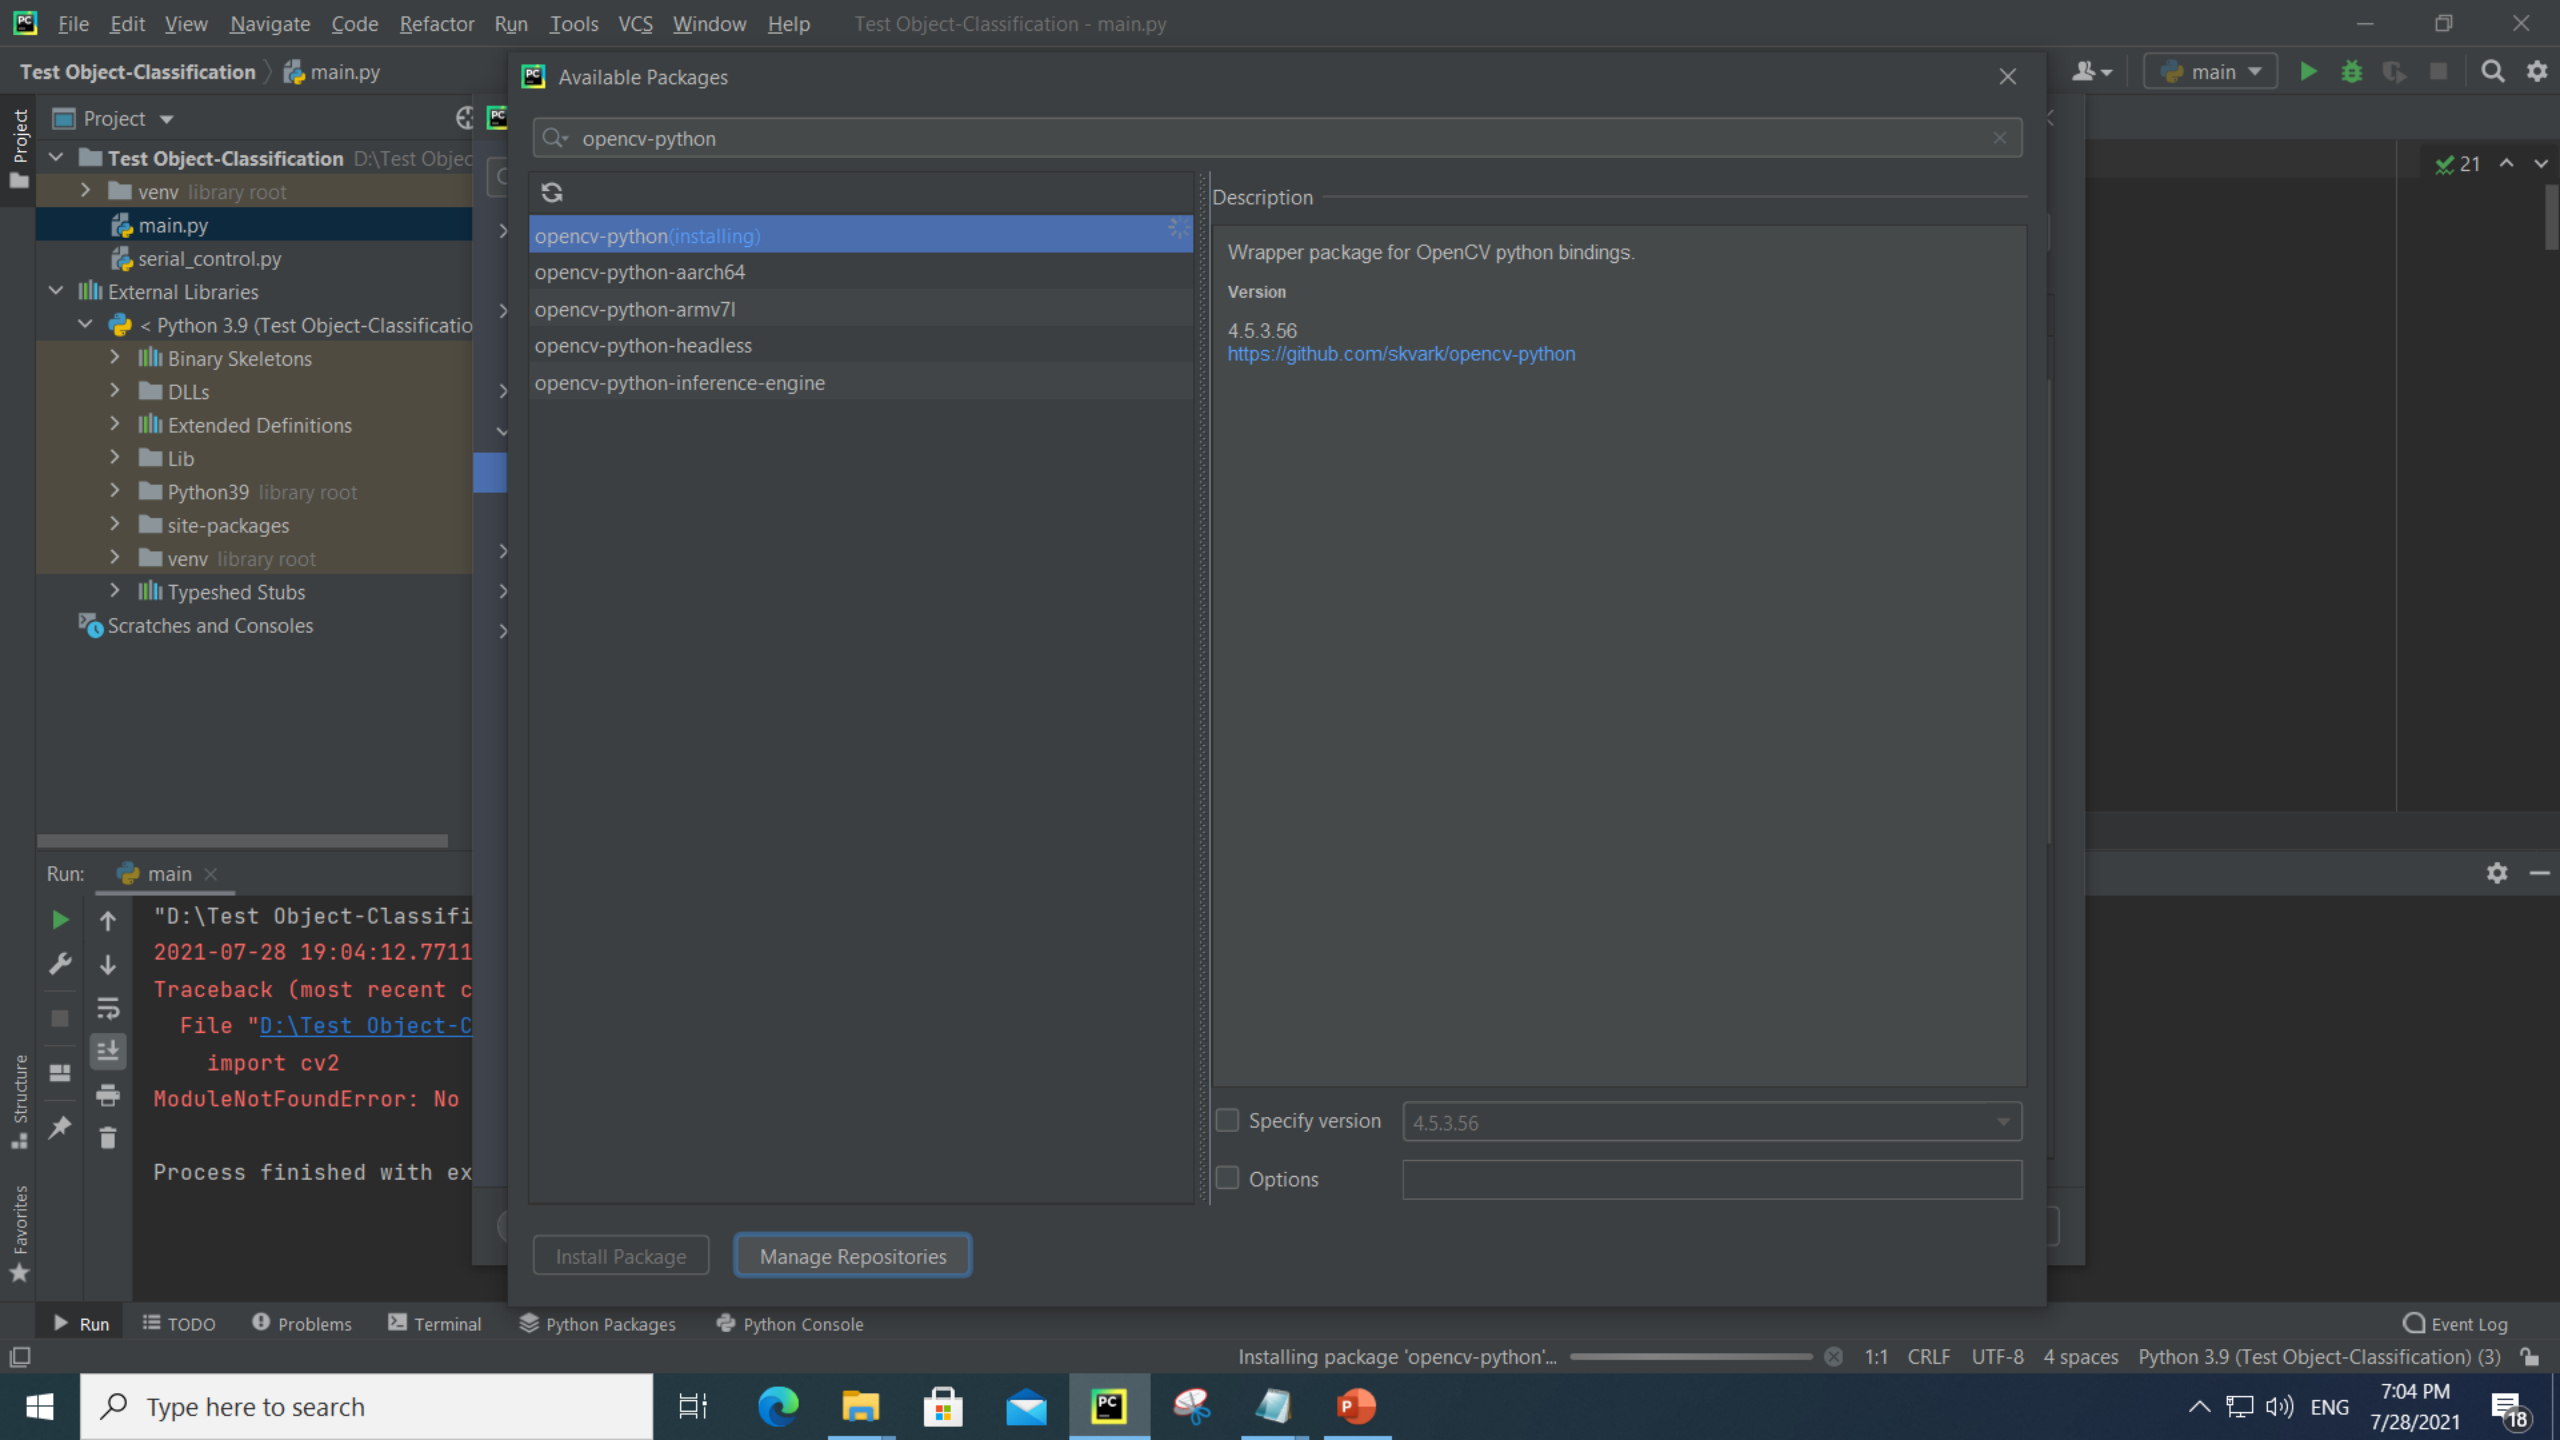 File Edit View Navigate Code Refactor Run Tools VCS Window Help Test Object-Classification - main.py
Test Object-Classification main.py
main
Available Packages
Project
Project
opencv-python
21
Test Object-Classification D:\Test Objec
venv library root
main.py
serial_control.py
External Libraries
< Python 3.9 (Test Object-Classificatio
Binary Skeletons
DLLs
Extended Definitions
Lib
Python39 library root
site-packages
venv library root
Typeshed Stubs
Scratches and Consoles
opencv-python(installing)
opencv-python-aarch64
opencv-python-armv7l
opencv-python-headless
opencv-python-inference-engine
Description
Wrapper package for OpenCV python bindings.
Version
4.5.3.56
https://github.com/skvark/opencv-python
Specify version 4.5.3.56
Options
Install Package Manage Repositories
Run: main
"D:\Test Object-Classifi
2021-07-28 19:04:12.7711
Traceback (most recent c
File "D:\Test Object-C
import cv2
ModuleNotFoundError: No
Process finished with ex
Structure
Favorites
Run TODO Problems Terminal Python Packages Python Console Event Log
Installing package 'opencv-python'... 1:1 CRLF UTF-8 4 spaces Python 3.9 (Test Object-Classification) (3)
Type here to search
PC
P
ENG
7:04 PM
7/28/2021
18